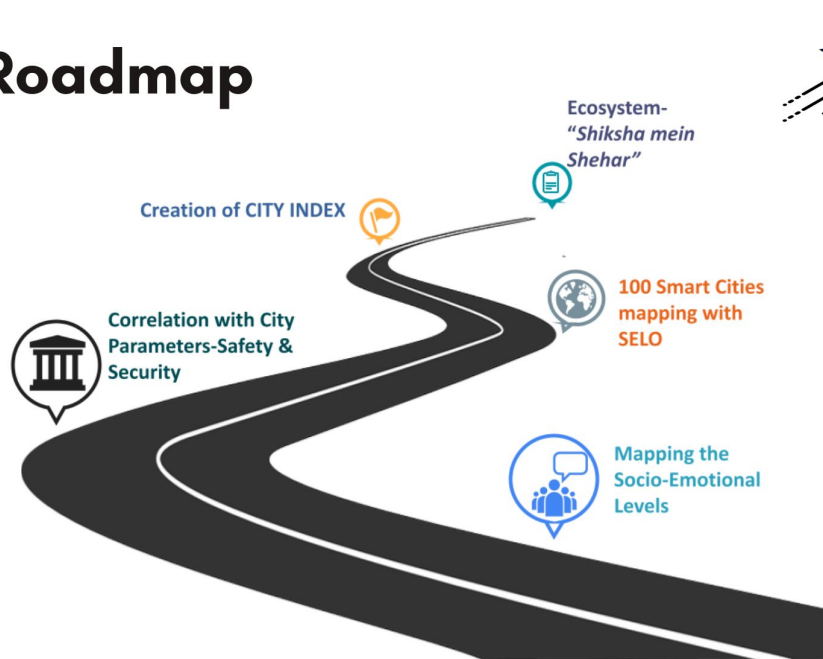 Roadmap
Ecosystem-
“Shiksha mein
Shehar”
Creation of CITY INDEX
100 Smart Cities
mapping with
SELO
Correlation with City
Parameters-Safety &
Security
Mapping the
Socio-Emotional
Levels